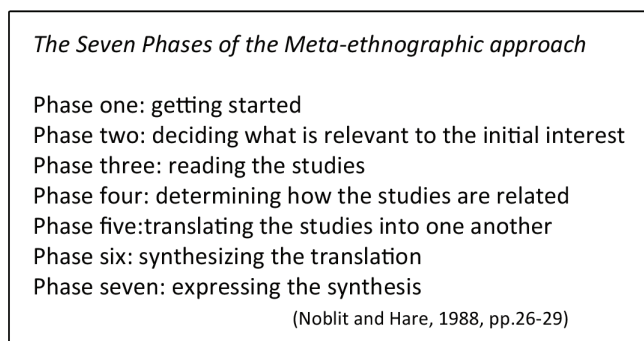 The Seven Phases of the Meta-ethnographic approach
Phase one: getting started
Phase two: deciding what is relevant to the initial interest
Phase three: reading the studies
Phase four: determining how the studies are related
Phase five:translating the studies into one another
Phase six: synthesizing the translation
Phase seven: expressing the synthesis
(Noblit and Hare, 1988, pp.26-29)